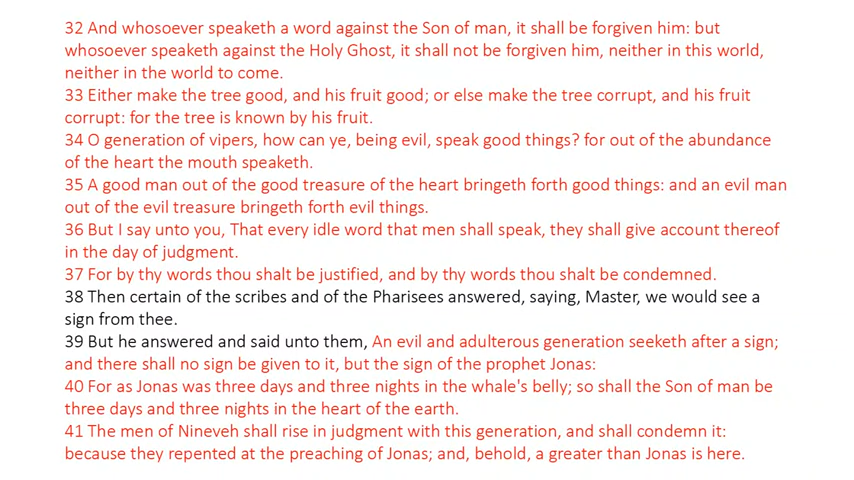 32 And whosoever speaketh a word against the Son of man, it shall be forgiven him: but
whosoever speaketh against the Holy Ghost, it shall not be forgiven him, neither in this world,
neither in the world to come.
33 Either make the tree good, and his fruit good; or else make the tree corrupt, and his fruit
corrupt: for the tree is known by his fruit.
34 O generation of vipers, how can ye, being evil, speak good things? for out of the abundance
of the heart the mouth speaketh.
35 A good man out of the good treasure of the heart bringeth forth good things: and an evil man
out of the evil treasure bringeth forth evil things.
36 But I say unto you, That every idle word that men shall speak, they shall give account thereof
in the day of judgment.
37 For by thy words thou shalt be justified, and by thy words thou shalt be condemned.
38 Then certain of the scribes and of the Pharisees answered, saying, Master, we would see a
sign from thee.
39 But he answered and said unto them, An evil and adulterous generation seeketh after a sign;
and there shall no sign be given to it, but the sign of the prophet Jonas:
40 For as Jonas was three days and three nights in the whale's belly; so shall the Son of man be
three days and three nights in the heart of the earth.
41 The men of Nineveh shall rise in judgment with this generation, and shall condemn it:
because they repented at the preaching of Jonas; and, behold, a greater than Jonas is here.